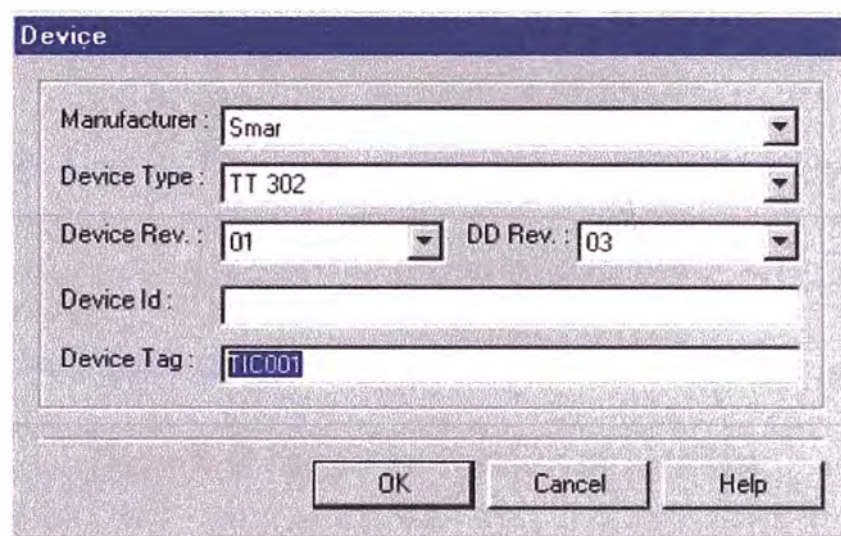 Device
Manufacturer : Smar
Device Type : TT 302
Device Rev. : 01 DD Rev. : 03
Device Id :
Device Tag : TIC001
OK Cancel Help